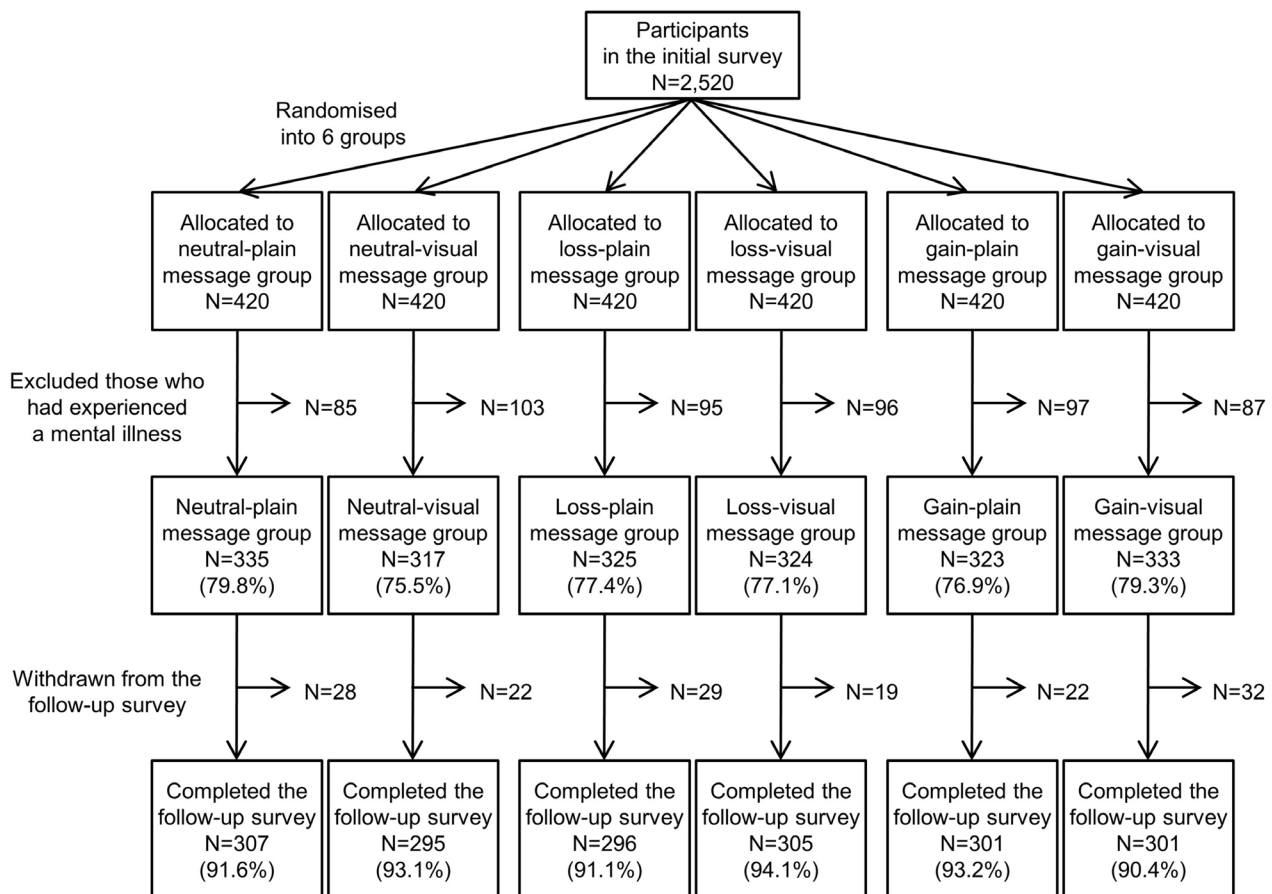 Participants
in the initial survey
N=2,520
Randomised
into 6 groups
Allocated to
neutral-plain
message group
N=420
Allocated to
neutral-visual
message group
N=420
Allocated to
loss-plain
message group
N=420
Allocated to
loss-visual
message group
N=420
Allocated to
gain-plain
message group
N=420
Allocated to
gain-visual
message group
N=420
Excluded those who
had experienced
a mental illness
N=85
N=103
N=95
N=96
N=97
N=87
Neutral-plain
message group
N=335
(79.8%)
Neutral-visual
message group
N=317
(75.5%)
Loss-plain
message group
N=325
(77.4%)
Loss-visual
message group
N=324
(77.1%)
Gain-plain
message group
N=323
(76.9%)
Gain-visual
message group
N=333
(79.3%)
Withdrawn from the
follow-up survey
N=28
N=22
N=29
N=19
N=22
N=32
Completed the
follow-up survey
N=307
(91.6%)
Completed the
follow-up survey
N=295
(93.1%)
Completed the
follow-up survey
N=296
(91.1%)
Completed the
follow-up survey
N=305
(94.1%)
Completed the
follow-up survey
N=301
(93.2%)
Completed the
follow-up survey
N=301
(90.4%)